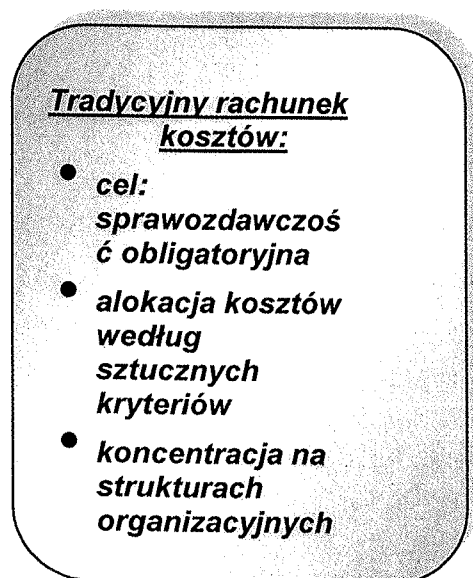 Tradycyjny rachunek
kosztów:
• cel:
sprawozdawczoś
ć obligatoryjna
• alokacja kosztów
według
sztucznych
kryteriów
• koncentracja na
strukturach
organizacyjnych